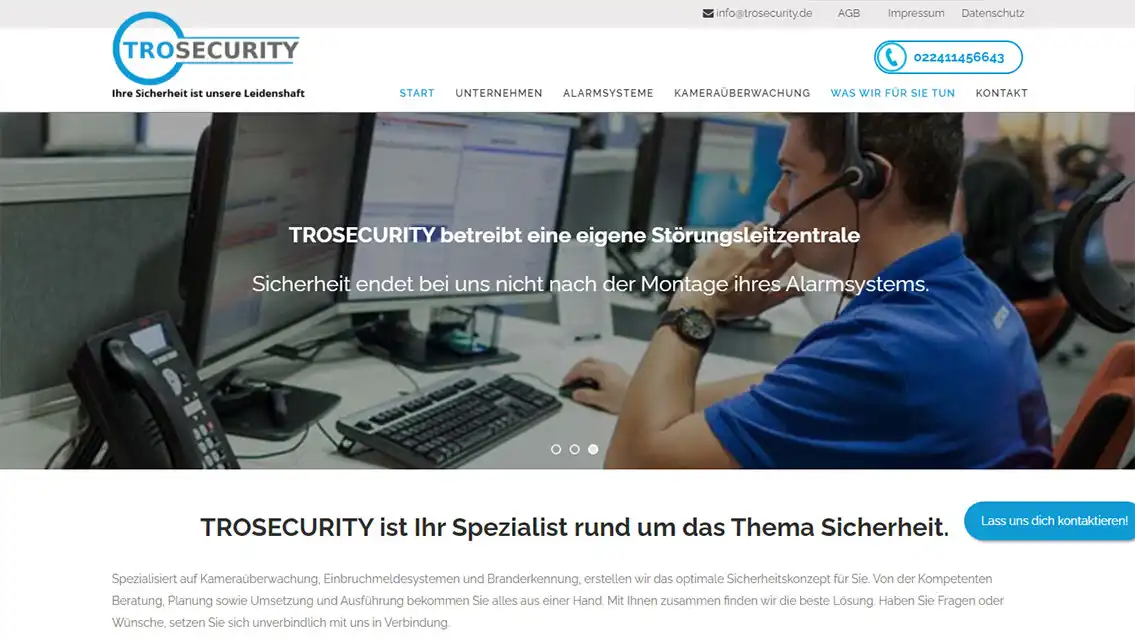 info@trosecurity.de AGB Impressum Datenschutz
TROSECURITY
Ihre Sicherheit ist unsere Leidenshaft
022411456643
START UNTERNEHMEN ALARMSYSTEME KAMERAÜBERWACHUNG WAS WIR FÜR SIE TUN KONTAKT
TROSECURITY betreibt eine eigene Störungsleitzentrale
Sicherheit endet bei uns nicht nach der Montage ihres Alarmsystems.
TROSECURITY ist Ihr Spezialist rund um das Thema Sicherheit.
Lass uns dich kontaktieren!
Spezialisiert auf Kameraüberwachung, Einbruchmeldesystemen und Branderkennung, erstellen wir das optimale Sicherheitskonzept für Sie. Von der Kompetenten
Beratung, Planung sowie Umsetzung und Ausführung bekommen Sie alles aus einer Hand. Mit Ihnen zusammen finden wir die beste Lösung. Haben Sie Fragen oder
Wünsche, setzen Sie sich unverbindlich mit uns in Verbindung.